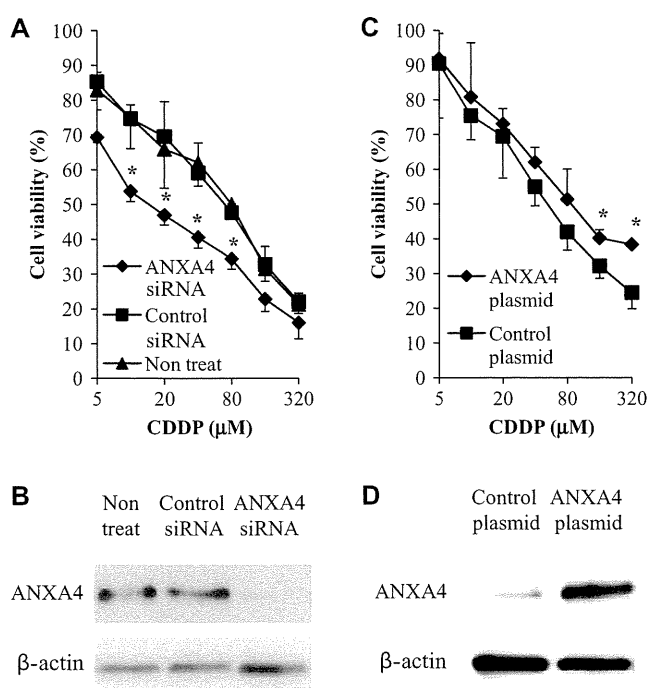 A
100
90
80
70
60
50
40
30
20
10
0
Cell viability (%)
*
*
*
*
ANXA4
siRNA
Control
siRNA
Non treat
5
20
80
320
CDDP (μM)
C
100
90
80
70
60
50
40
30
20
10
0
Cell viability (%)
*
*
ANXA4
plasmid
Control
plasmid
5
20
80
320
CDDP (μM)
B
Non
treat
Control
siRNA
ANXA4
siRNA
ANXA4
β-actin
D
Control
plasmid
ANXA4
plasmid
ANXA4
β-actin